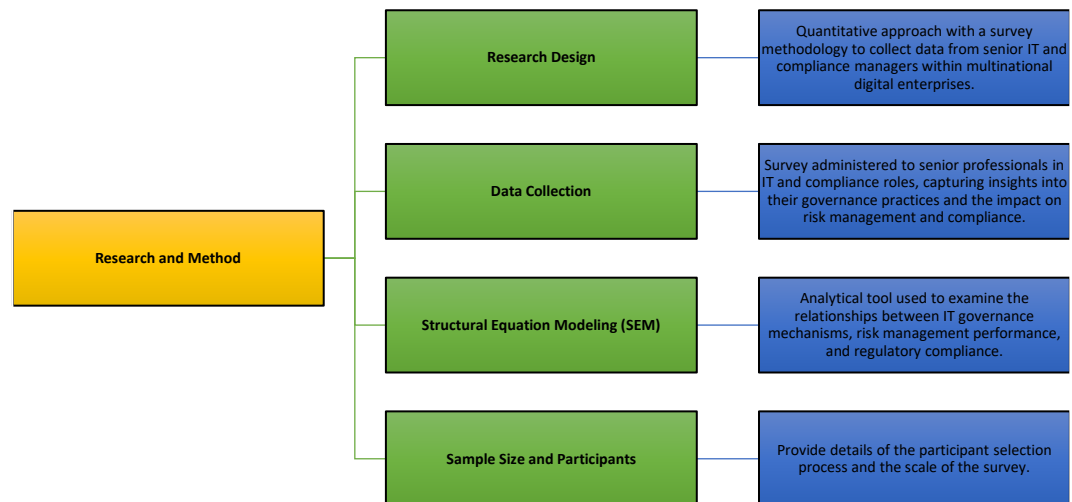 Research and Method
Research Design
Quantitative approach with a survey
methodology to collect data from senior IT and
compliance managers within multinational
digital enterprises.
Data Collection
Survey administered to senior professionals in
IT and compliance roles, capturing insights into
their governance practices and the impact on
risk management and compliance.
Structural Equation Modeling (SEM)
Analytical tool used to examine the
relationships between IT governance
mechanisms, risk management performance,
and regulatory compliance.
Sample Size and Participants
Provide details of the participant selection
process and the scale of the survey.